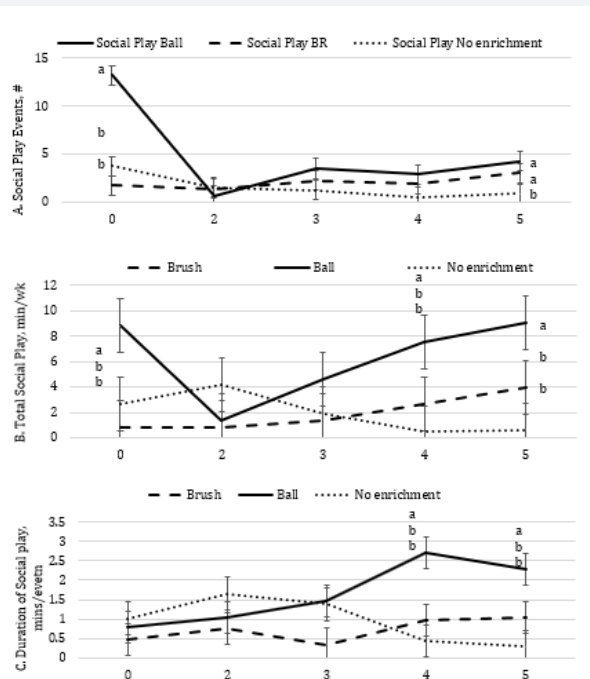 Social Play Ball Social Play BR Social Play No enrichment
A. Social Play Events, #
15
10
5
0
a
b
b
a
a
b
0 2 3 4 5
Brush Ball No enrichment
B. Total Social Play, min/wk
12
10
8
6
4
2
0
a
b
b
a
b
b
a
b
b
0 2 3 4 5
Brush Ball No enrichment
C. Duration of Social play,
mins/evetn
3.5
3
2.5
2
1.5
1
0.5
0
a
b
b
a
b
b
0 2 3 4 5